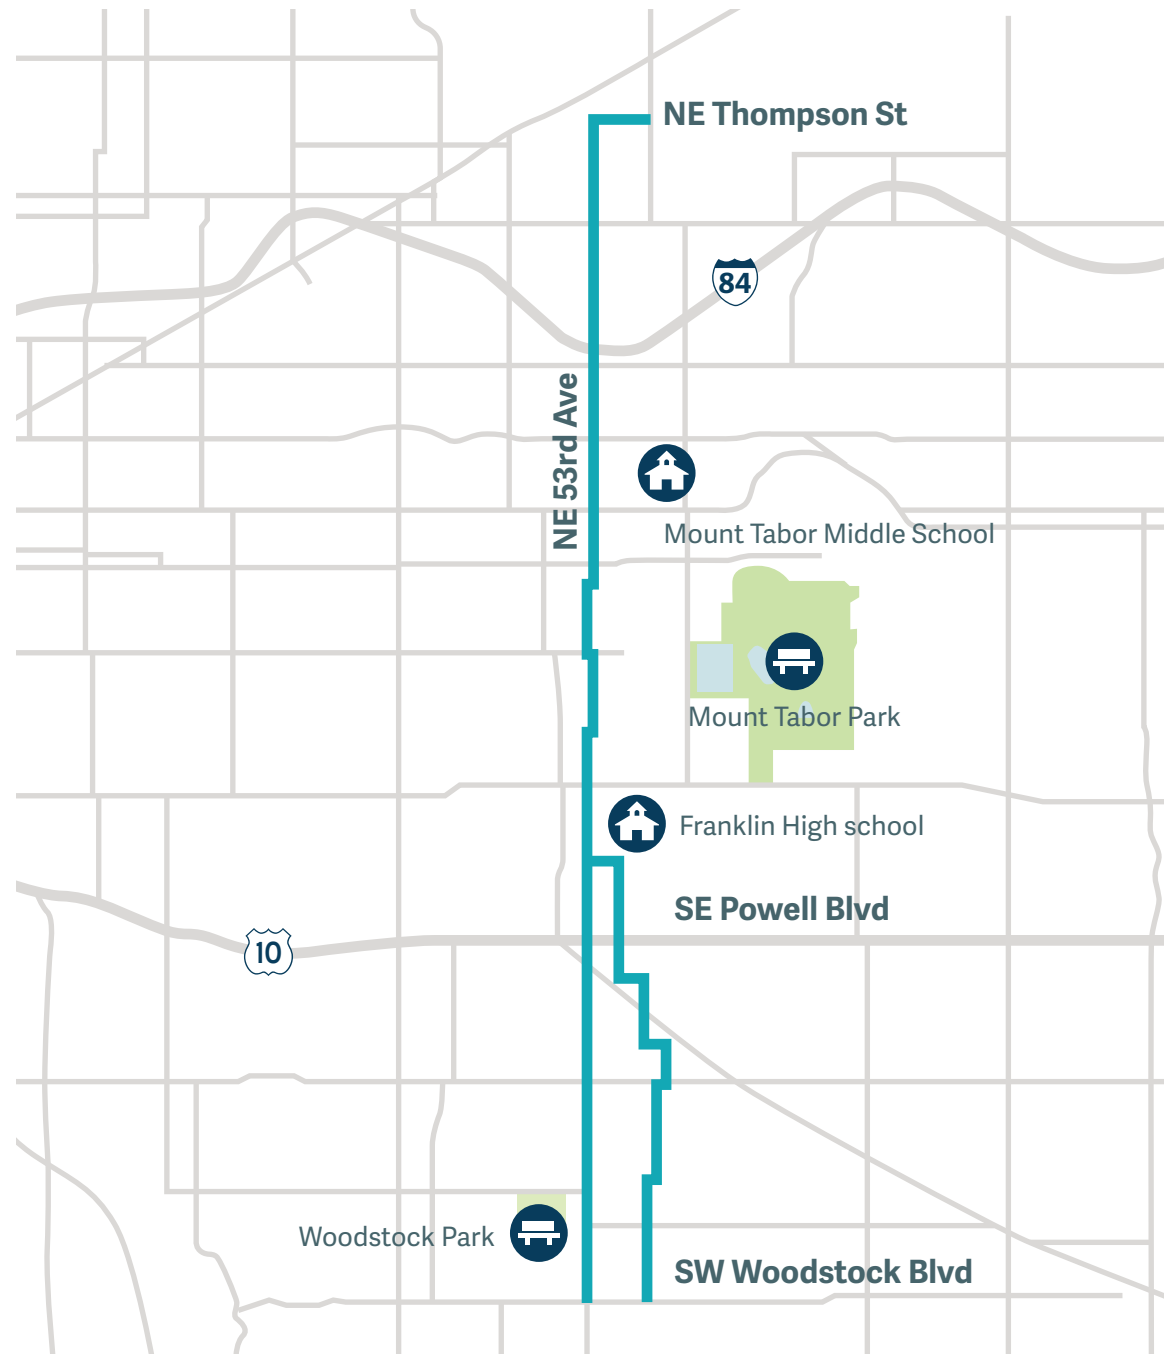 NE Thompson St
84
NE 53rd Ave
Mount Tabor Middle School
Mount Tabor Park
Franklin High school
SE Powell Blvd
10
Woodstock Park
SW Woodstock Blvd